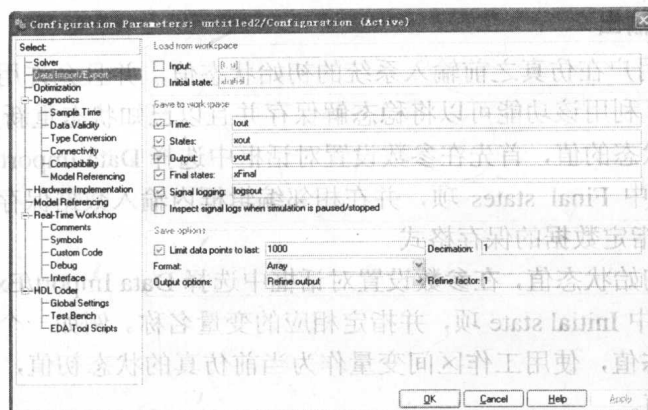 Configuration Parameters: untitled2/Configuration (Active)
Select:
Solver
Data Import/Export
Optimization
Diagnostics
Sample Time
Data Validity
Type Conversion
Connectivity
Compatibility
Model Referencing
Hardware Implementation
Model Referencing
Real-Time Workshop
Comments
Symbols
Custom Code
Debug
Interface
HDL Coder
Global Settings
Test Bench
EDA Tool Scripts
Load from workspace
Input:
Initial state: xInitial
Save to workspace
Time: tout
States: xout
Output: yout
Final states: xFinal
Signal logging: logsout
Inspect signal logs when simulation is paused/stopped
Save options
Limit data points to last: 1000 Decimation: 1
Format: Array
Output options: Refine output Refine factor: 1
OK Cancel Help Apply